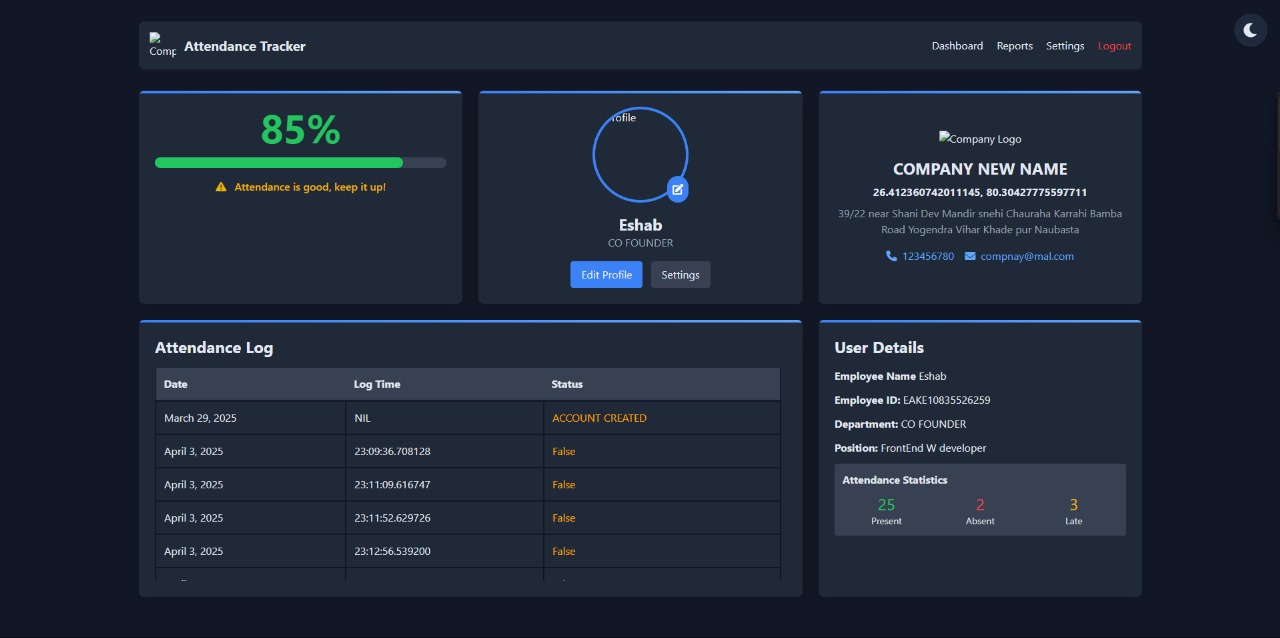 Comp
Attendance Tracker
Dashboard Reports Settings Logout
85%
Attendance is good, keep it up!
rofile
Eshab
CO FOUNDER
Edit Profile Settings
Company Logo
COMPANY NEW NAME
26.412360742011145, 80.30427775597711
39/22 near Shani Dev Mandir snehi Chauraha Karrahi Bamba
Road Yogendra Vihar Khade pur Naubasta
123456780 compnay@mal.com
Attendance Log
Date Log Time Status
March 29, 2025 NIL ACCOUNT CREATED
April 3, 2025 23:09:36.708128 False
April 3, 2025 23:11:09.616747 False
April 3, 2025 23:11:52.629726 False
April 3, 2025 23:12:56.539200 False
User Details
Employee Name Eshab
Employee ID: EAKE10835526259
Department: CO FOUNDER
Position: FrontEnd W developer
Attendance Statistics
25 2 3
Present Absent Late